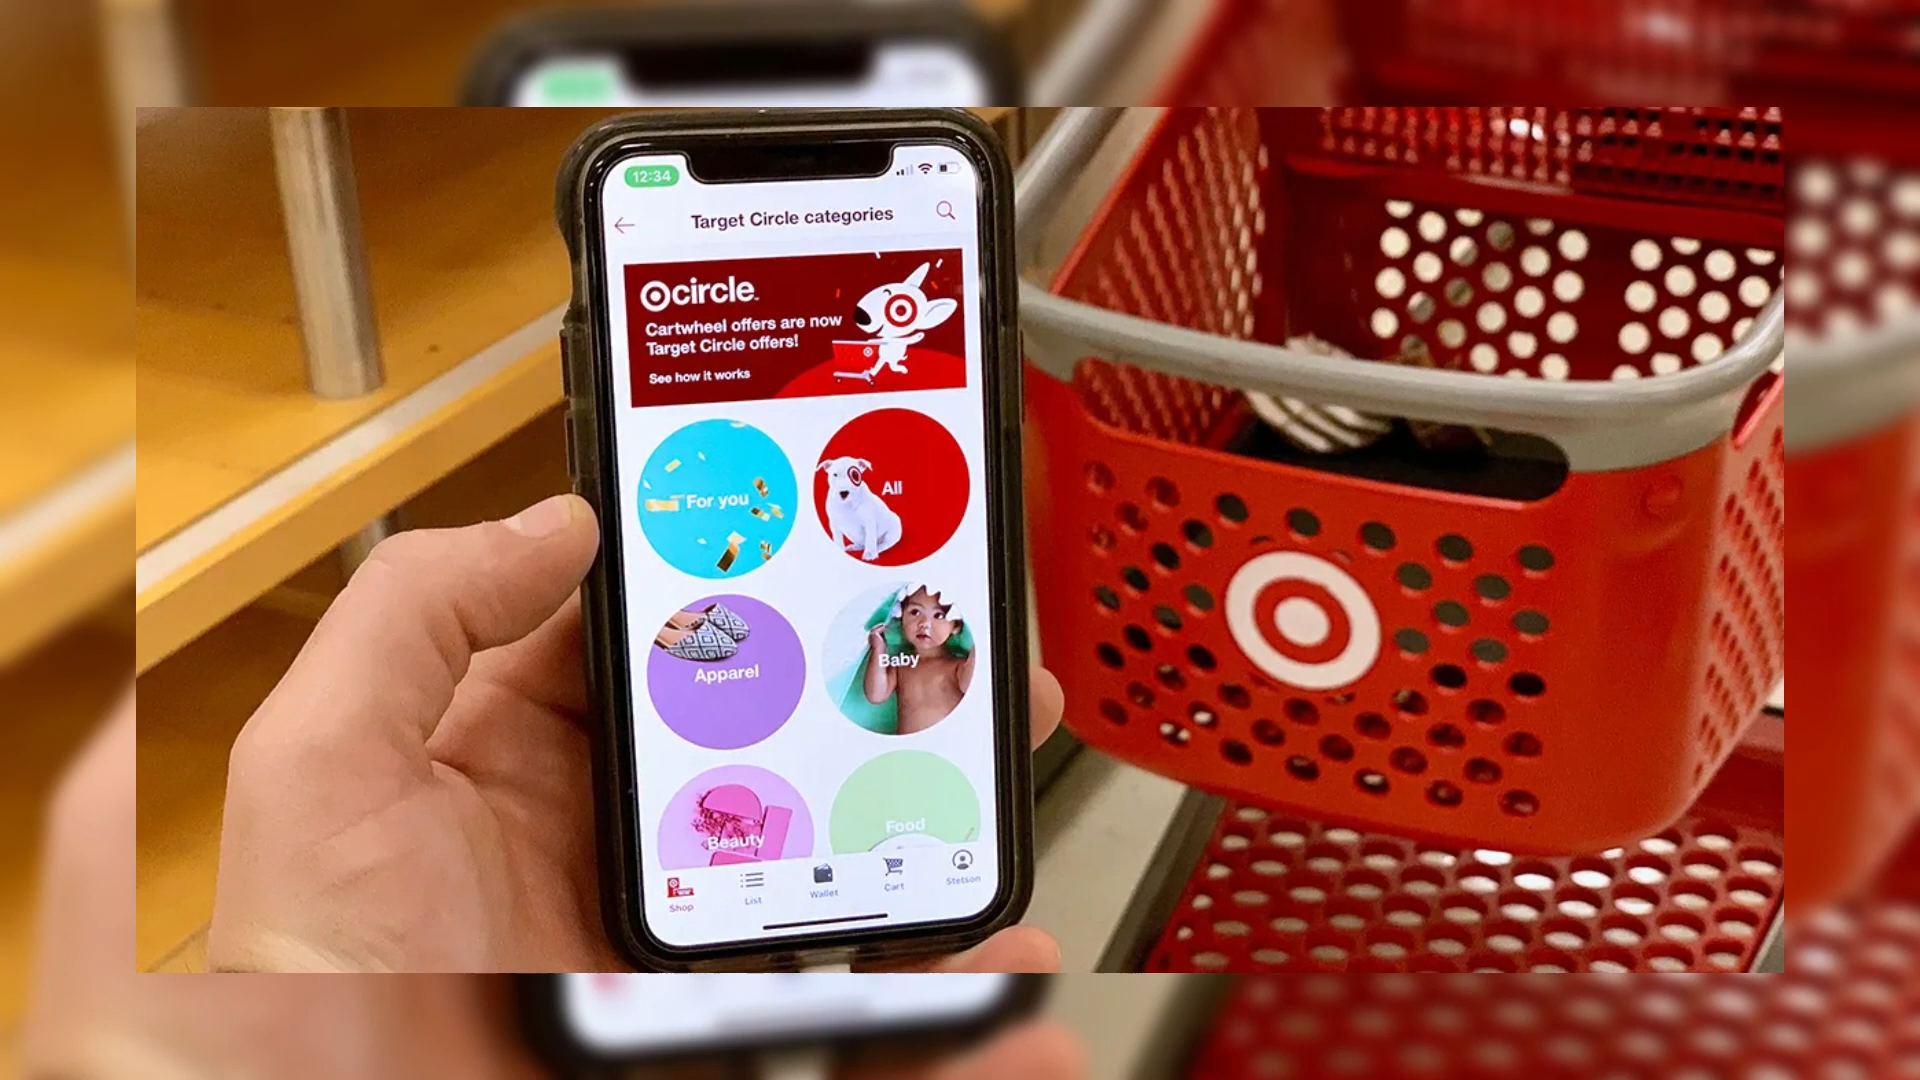 12:34
Target Circle categories
circle
Cartwheel offers are now
Target Circle offers!
See how it works
For you
All
Apparel
Baby
Beauty
Food
Shop
List
Wallet
Cart
Stetson